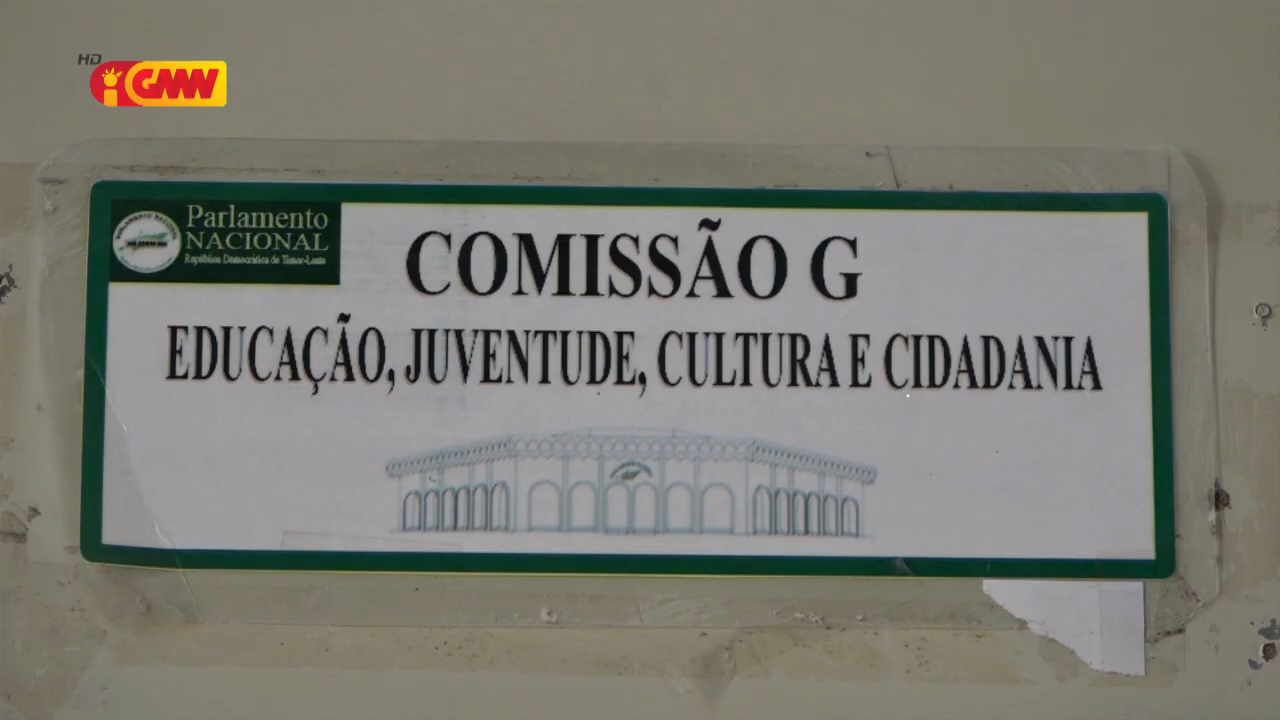 HD
GMN
Parlamento
NACIONAL
República Democrática de Timor-Leste
COMISSÃO G
EDUCAÇÃO, JUVENTUDE, CULTURA E CIDADANIA